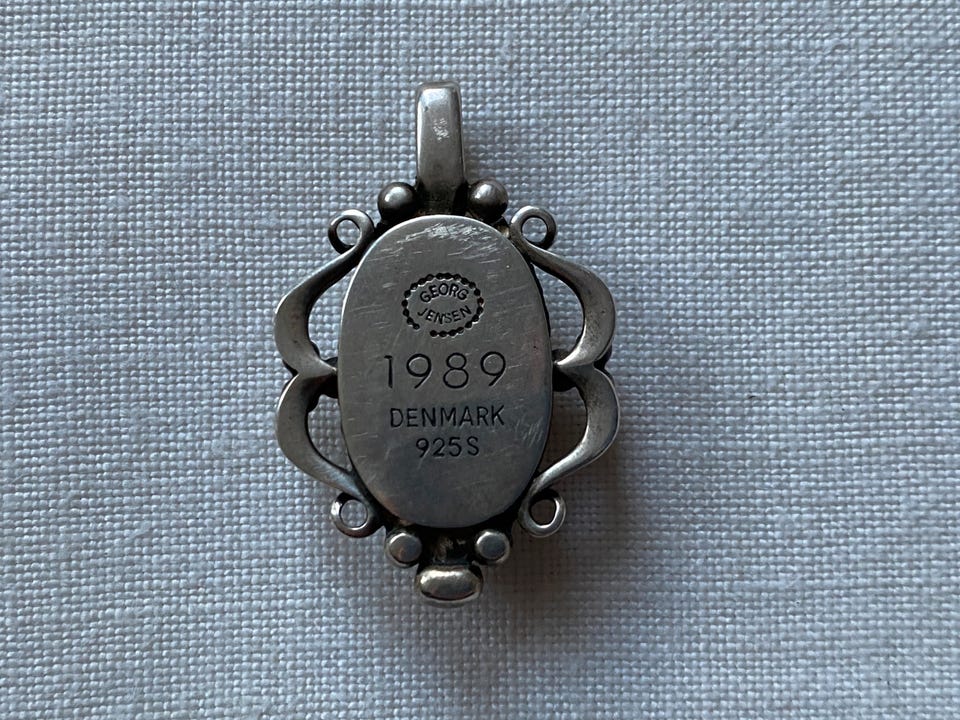 GEORG
JENSEN
1989
DENMARK
925S